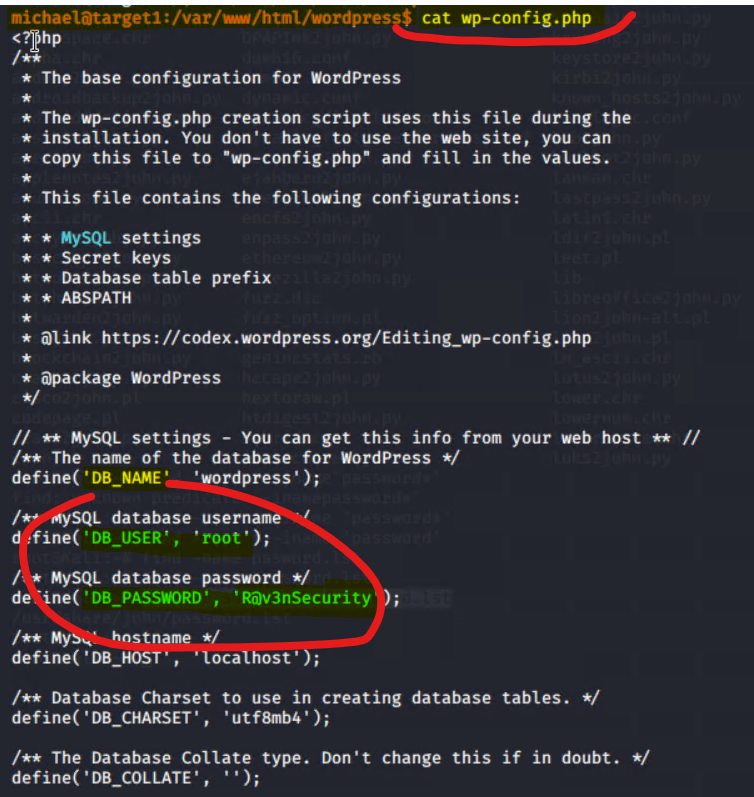 michael@target1:/var/www/html/wordpress$ cat wp-config.php
<?php
/**
 * The base configuration for WordPress
 *
 * The wp-config.php creation script uses this file during the
 * installation. You don't have to use the web site, you can
 * copy this file to "wp-config.php" and fill in the values.
 *
 * This file contains the following configurations:
 *
 * * MySQL settings
 * * Secret keys
 * * Database table prefix
 * * ABSPATH
 *
 * @link https://codex.wordpress.org/Editing_wp-config.php
 *
 * @package WordPress
 */

// ** MySQL settings - You can get this info from your web host ** //
/** The name of the database for WordPress */
define('DB_NAME', 'wordpress');

/** MySQL database username */
define('DB_USER', 'root');

/** MySQL database password */
define('DB_PASSWORD', 'R@v3nSecurity');

/** MySQL hostname */
define('DB_HOST', 'localhost');

/** Database Charset to use in creating database tables. */
define('DB_CHARSET', 'utf8mb4');

/** The Database Collate type. Don't change this if in doubt. */
define('DB_COLLATE', '');